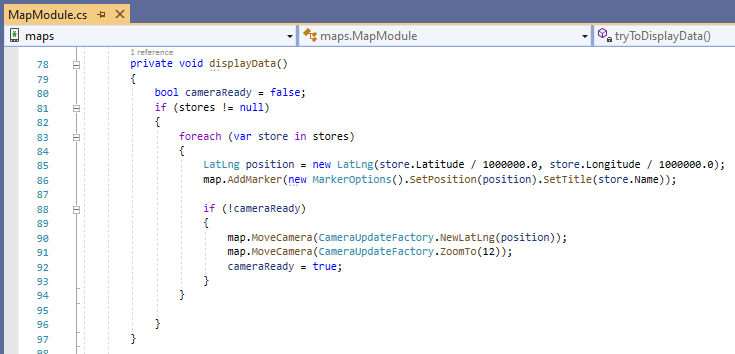 MapModule.cs
maps
maps.MapModule
tryToDisplayData()
1 reference
78 private void displayData()
79 {
80 bool cameraReady = false;
81 if (stores != null)
82 {
83 foreach (var store in stores)
84 {
85 LatLng position = new LatLng(store.Latitude / 1000000.0, store.Longitude / 1000000.0);
86 map.AddMarker(new MarkerOptions().SetPosition(position).SetTitle(store.Name));
87
88 if (!cameraReady)
89 {
90 map.MoveCamera(CameraUpdateFactory.NewLatLng(position));
91 map.MoveCamera(CameraUpdateFactory.ZoomTo(12));
92 cameraReady = true;
93 }
94 }
95
96 }
97 }
98